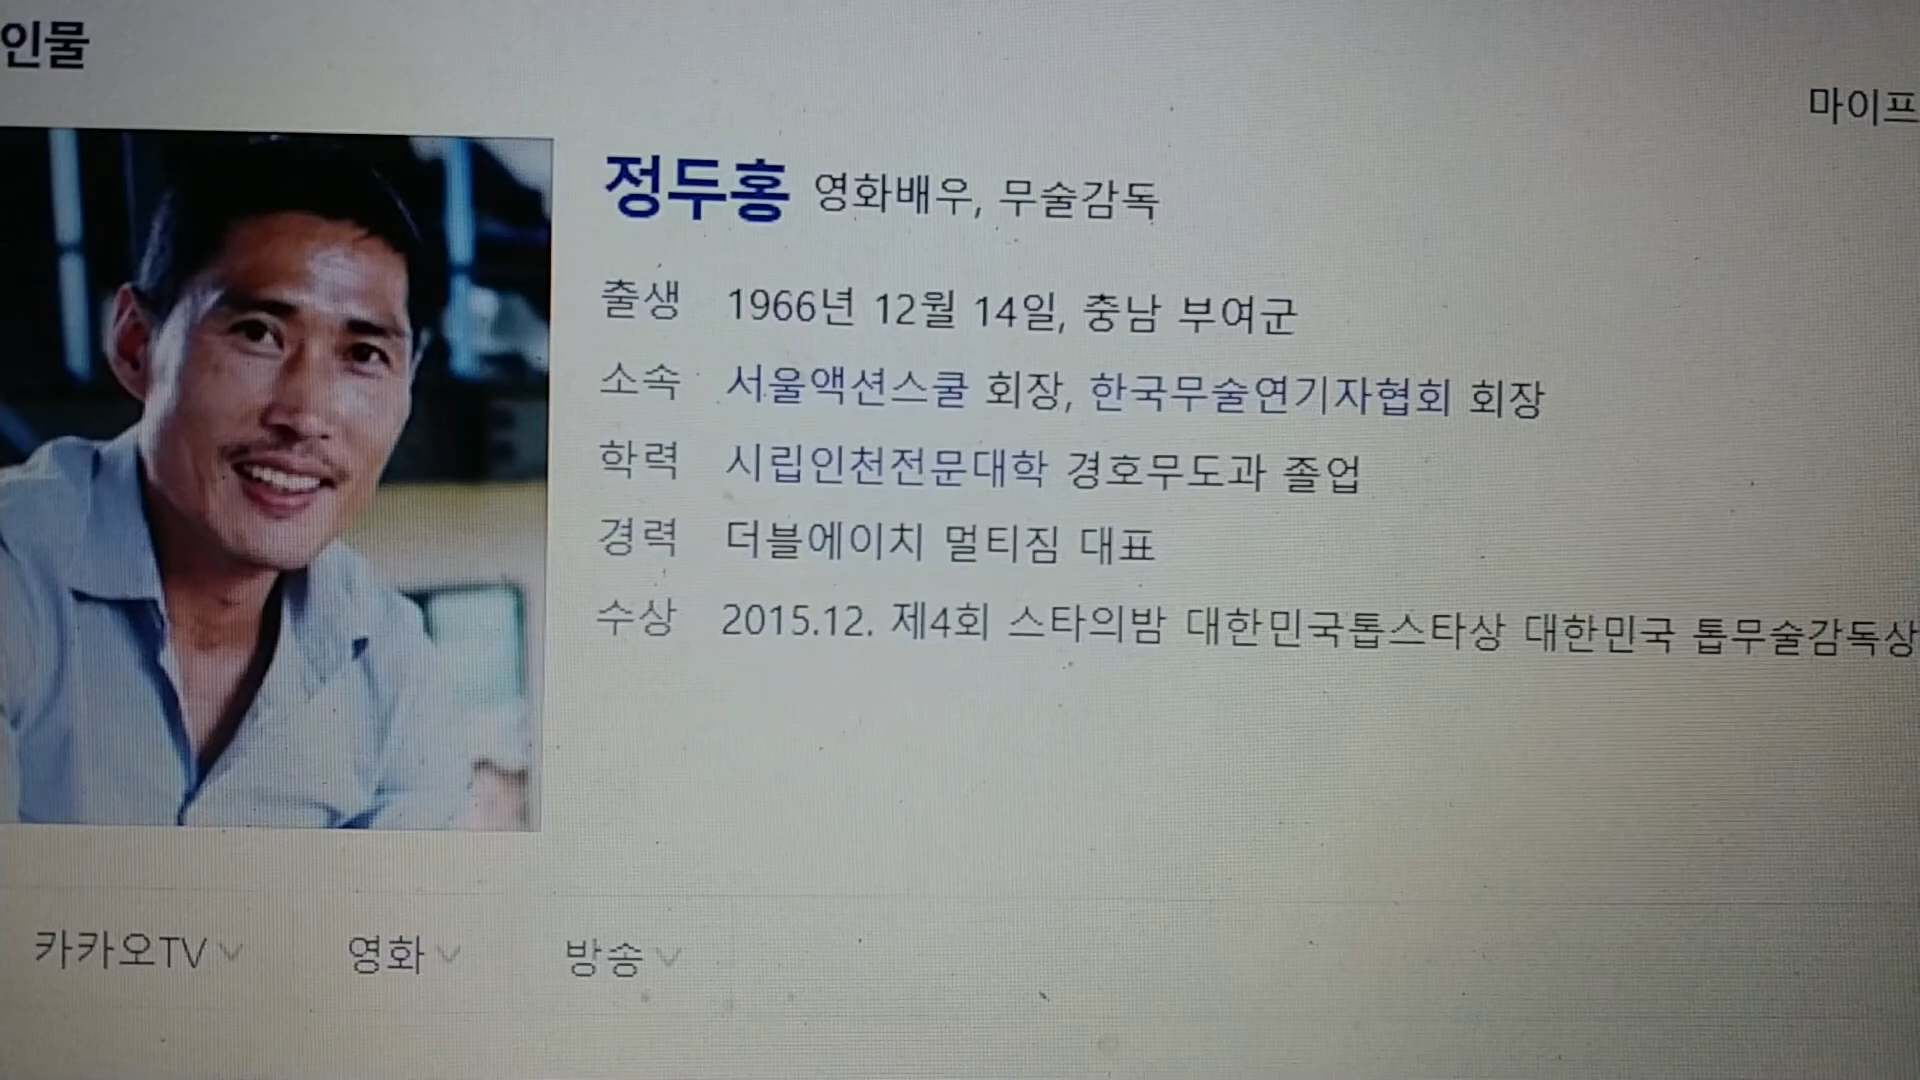 인물
마이프
정두홍 영화배우, 무술감독
출생 1966년 12월 14일, 충남 부여군
소속 서울액션스쿨 회장, 한국무술연기자협회 회장
학력 시립인천전문대학 경호무도과 졸업
경력 더블에이치 멀티짐 대표
수상 2015.12. 제4회 스타의밤 대한민국톱스타상 대한민국 톱무술감독상
카카오TV 영화 방송